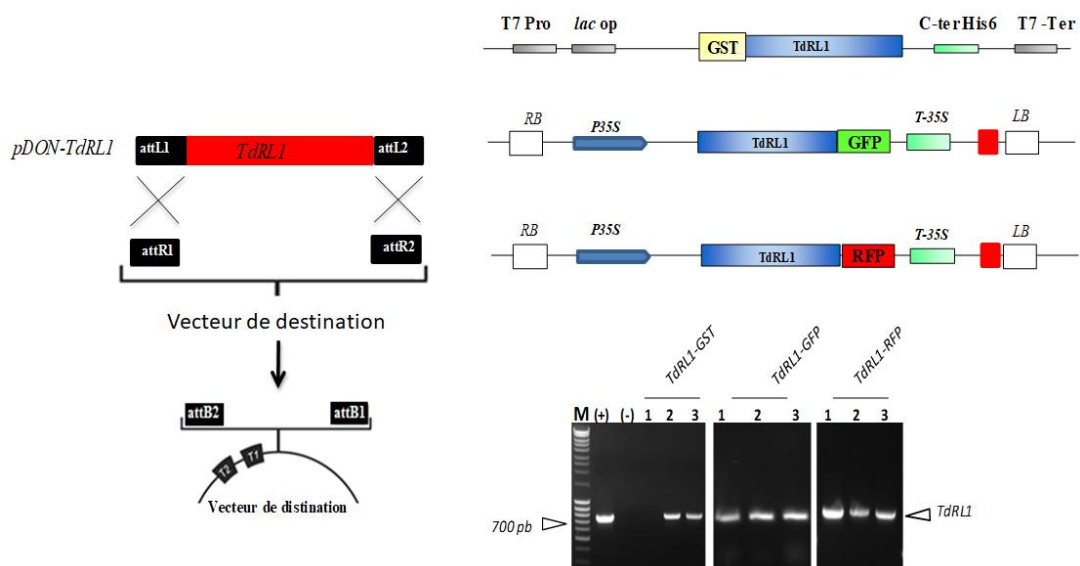 T7 Pro lac op C-ter His6 T7 -Ter
GST TdRL1
pDON-TdRL1 attL1 TdRL1 attL2
attR1 attR2
Vecteur de destination
attB2 attB1
T2 T1
Vecteur de distination
RB P35S T-35S LB
TdRL1 GFP
RB P35S T-35S LB
TdRL1 RFP
TdRL1-GST TdRL1-GFP TdRL1-RFP
M (+) (-) 1 2 3 1 2 3 1 2 3
700 pb TdRL1